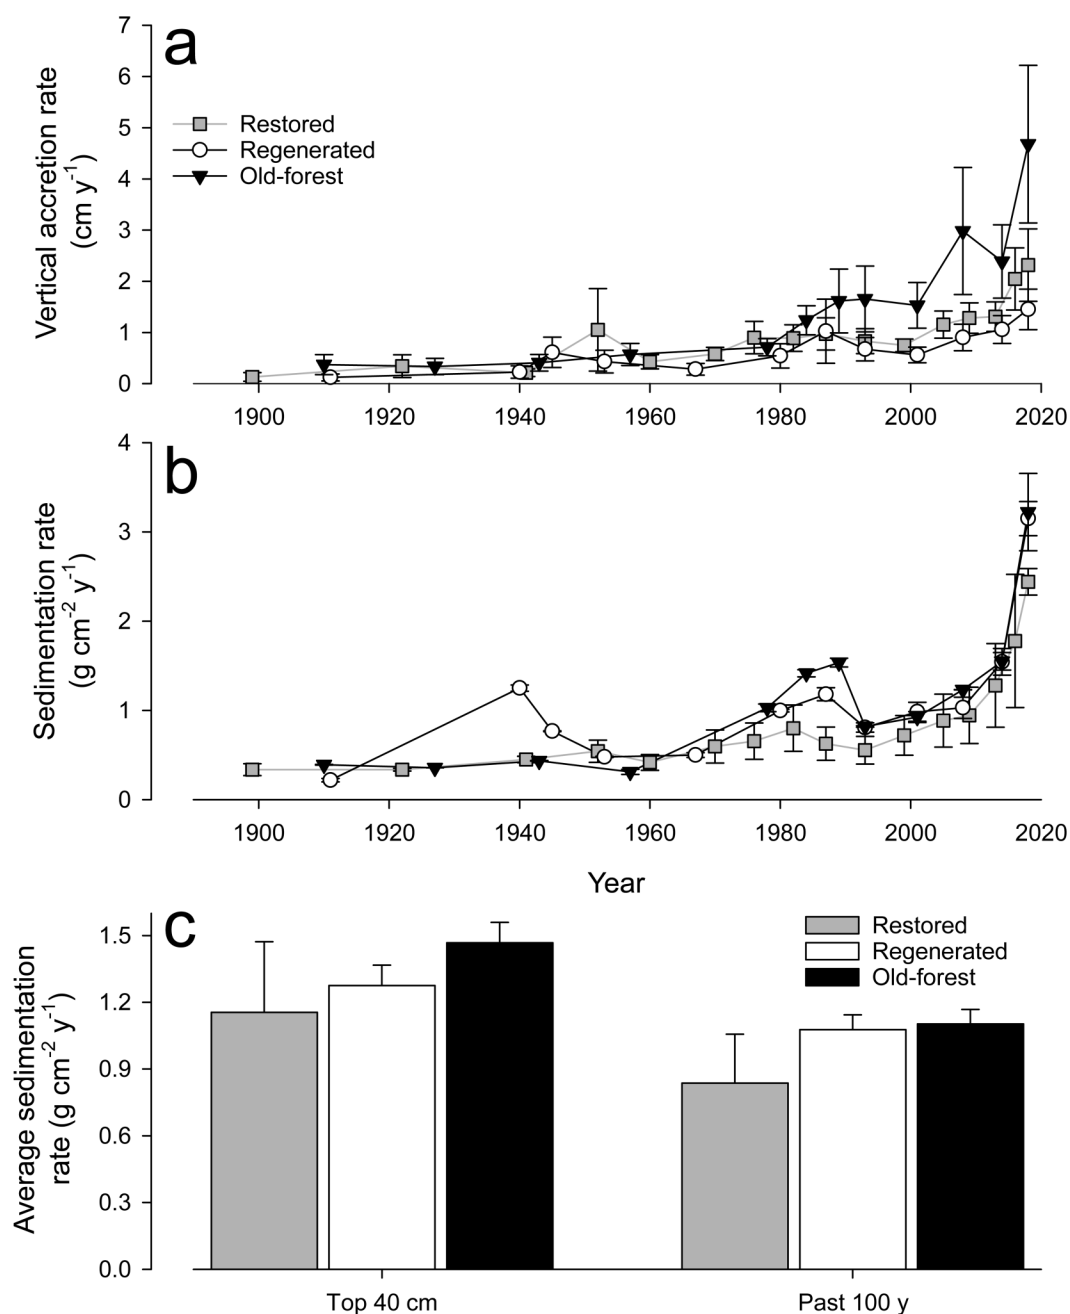 a
7
6
5
4
3
2
1
0
Vertical accretion rate
(cm y⁻¹)
Restored
Regenerated
Old-forest
1900 1920 1940 1960 1980 2000 2020
b
4
3
2
1
0
Sedimentation rate
(g cm⁻² y⁻¹)
1900 1920 1940 1960 1980 2000 2020
Year
c
1.5
1.2
0.9
0.6
0.3
0.0
Average sedimentation
rate (g cm⁻² y⁻¹)
Restored
Regenerated
Old-forest
Top 40 cm Past 100 y